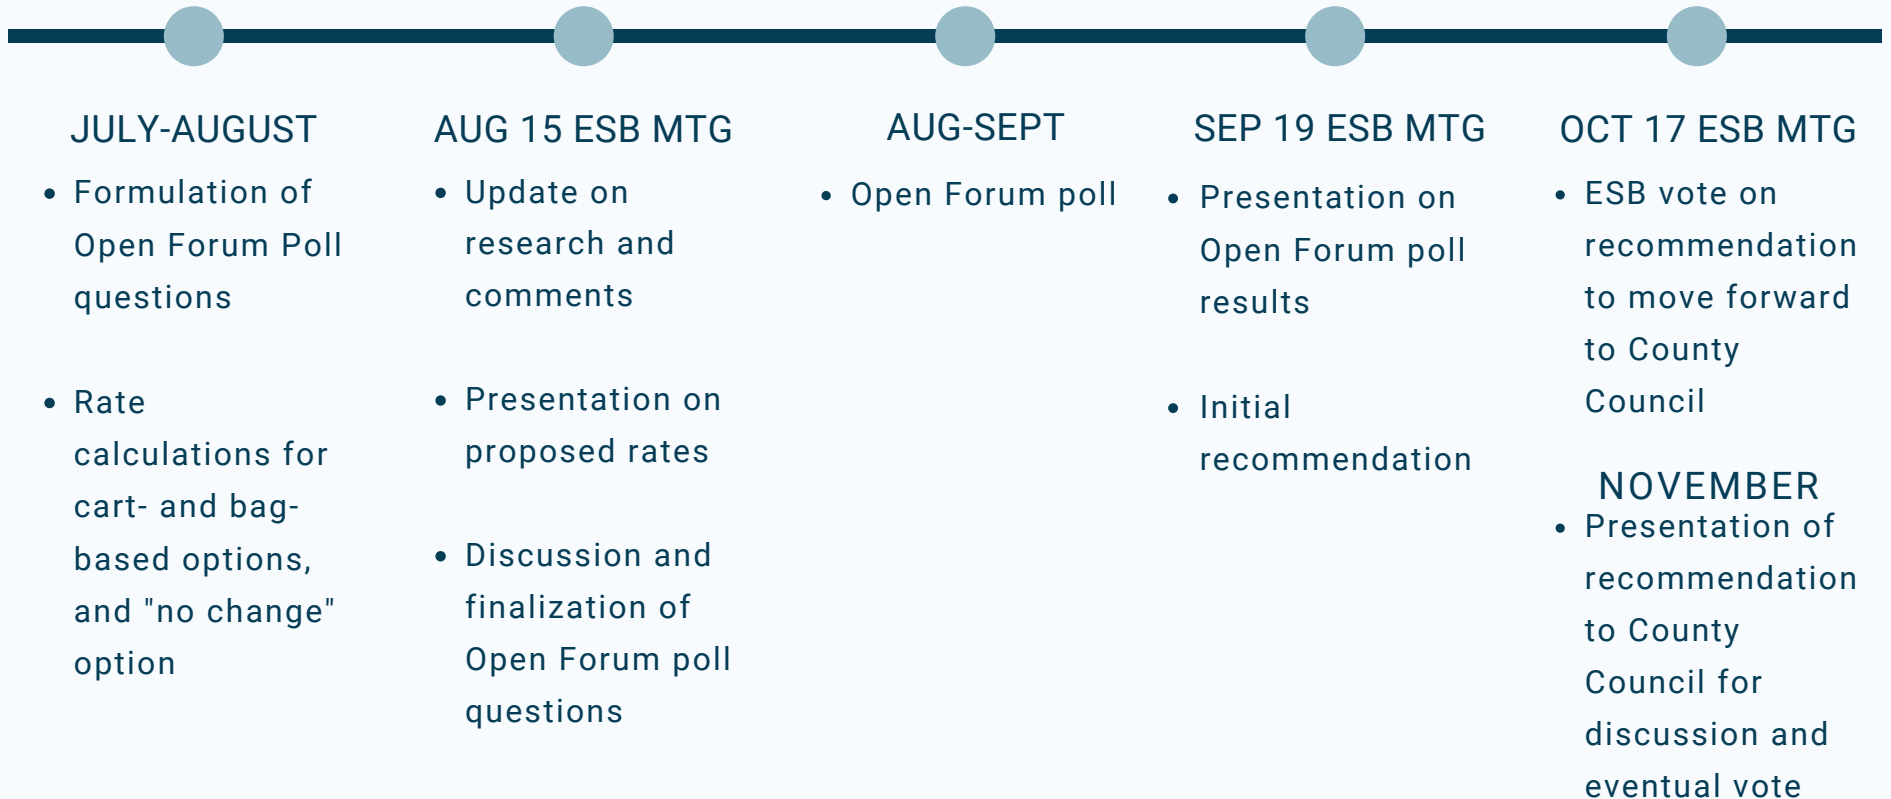 JULY-AUGUST
• Formulation of
Open Forum Poll
questions
• Rate
calculations for
cart- and bag-
based options,
and "no change"
option
AUG 15 ESB MTG
• Update on
research and
comments
• Presentation on
proposed rates
• Discussion and
finalization of
Open Forum poll
questions
AUG-SEPT
• Open Forum poll
SEP 19 ESB MTG
• Presentation on
Open Forum poll
results
• Initial
recommendation
OCT 17 ESB MTG
• ESB vote on
recommendation
to move forward
to County
Council
NOVEMBER
• Presentation of
recommendation
to County
Council for
discussion and
eventual vote